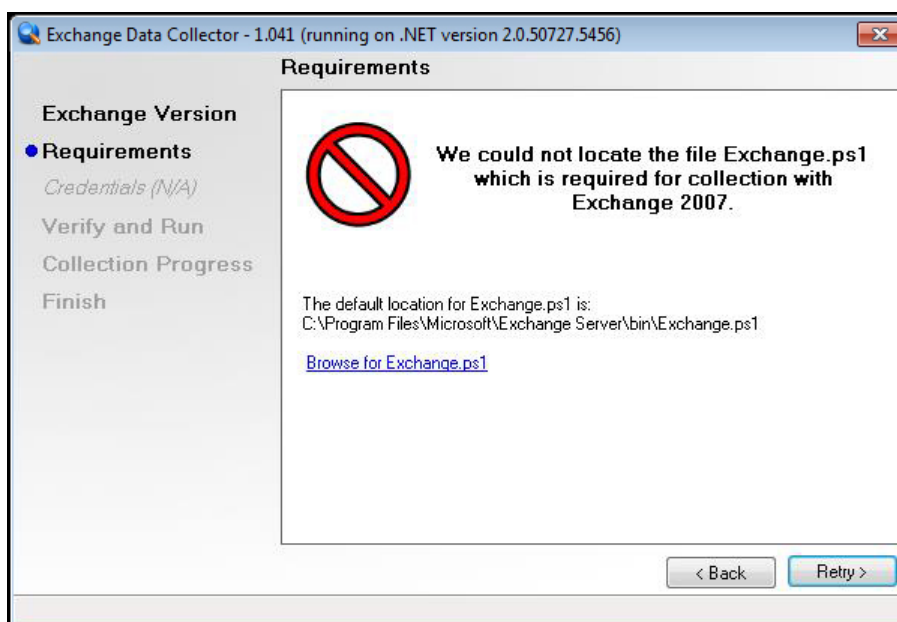 Exchange Data Collector - 1.041 (running on .NET version 2.0.50727.5456)
Requirements
Exchange Version
Requirements
Credentials (N/A)
Verify and Run
Collection Progress
Finish
We could not locate the file Exchange.ps1
which is required for collection with
Exchange 2007.
The default location for Exchange.ps1 is:
C:\Program Files\Microsoft\Exchange Server\bin\Exchange.ps1
Browse for Exchange.ps1
< Back
Retry >